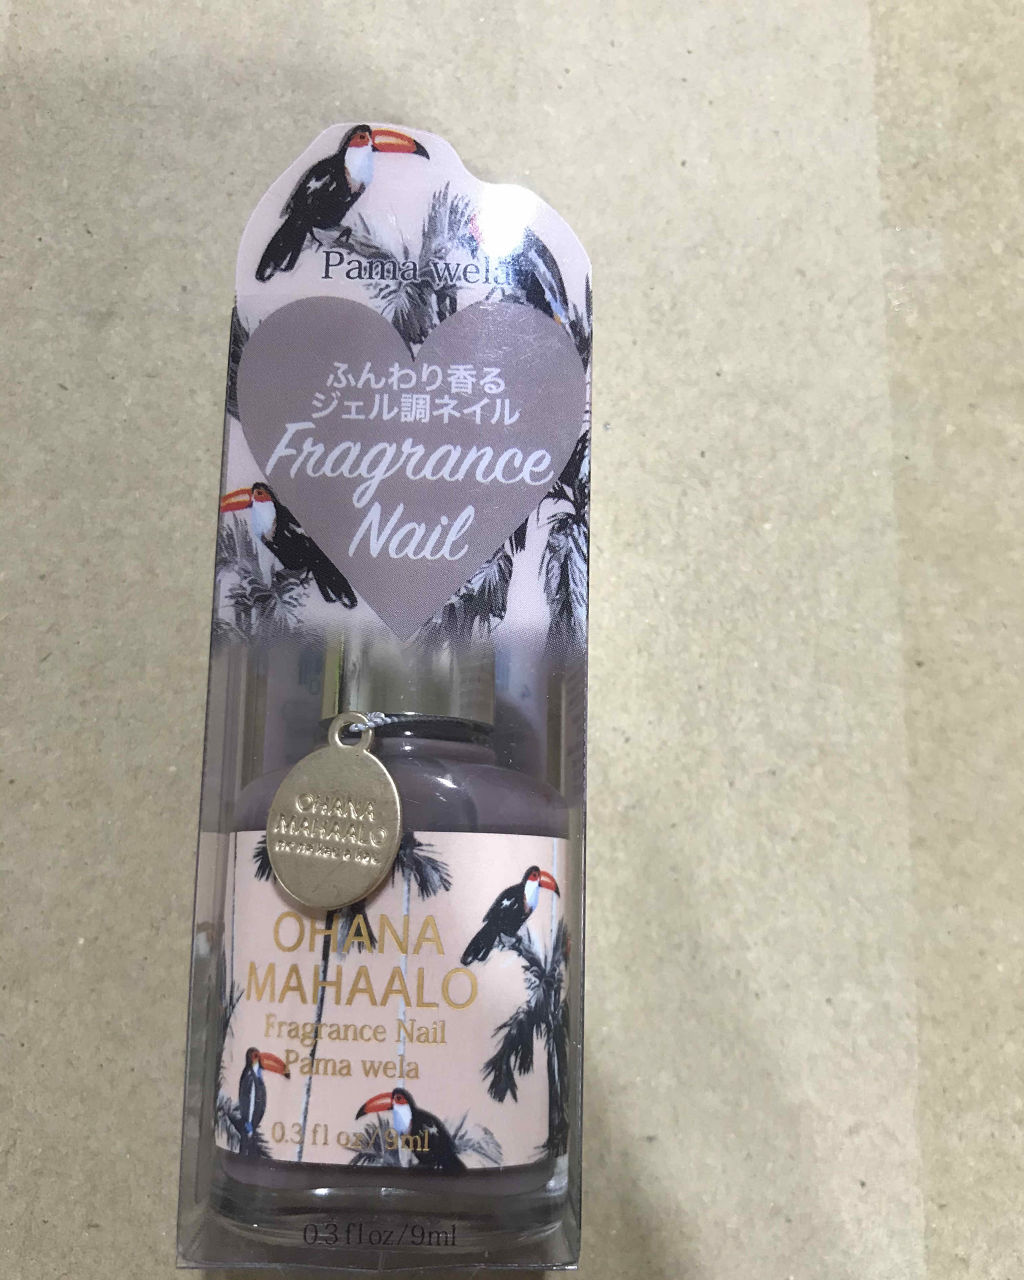 Pama wela
ふんわり香る
ジェル調ネイル
Fragrance
Nail
OHANA
MAHAALO
OHANA
MAHAALO
Fragrance Nail
Pama wela
0.3 fl oz / 9ml
0.3 fl oz/9ml